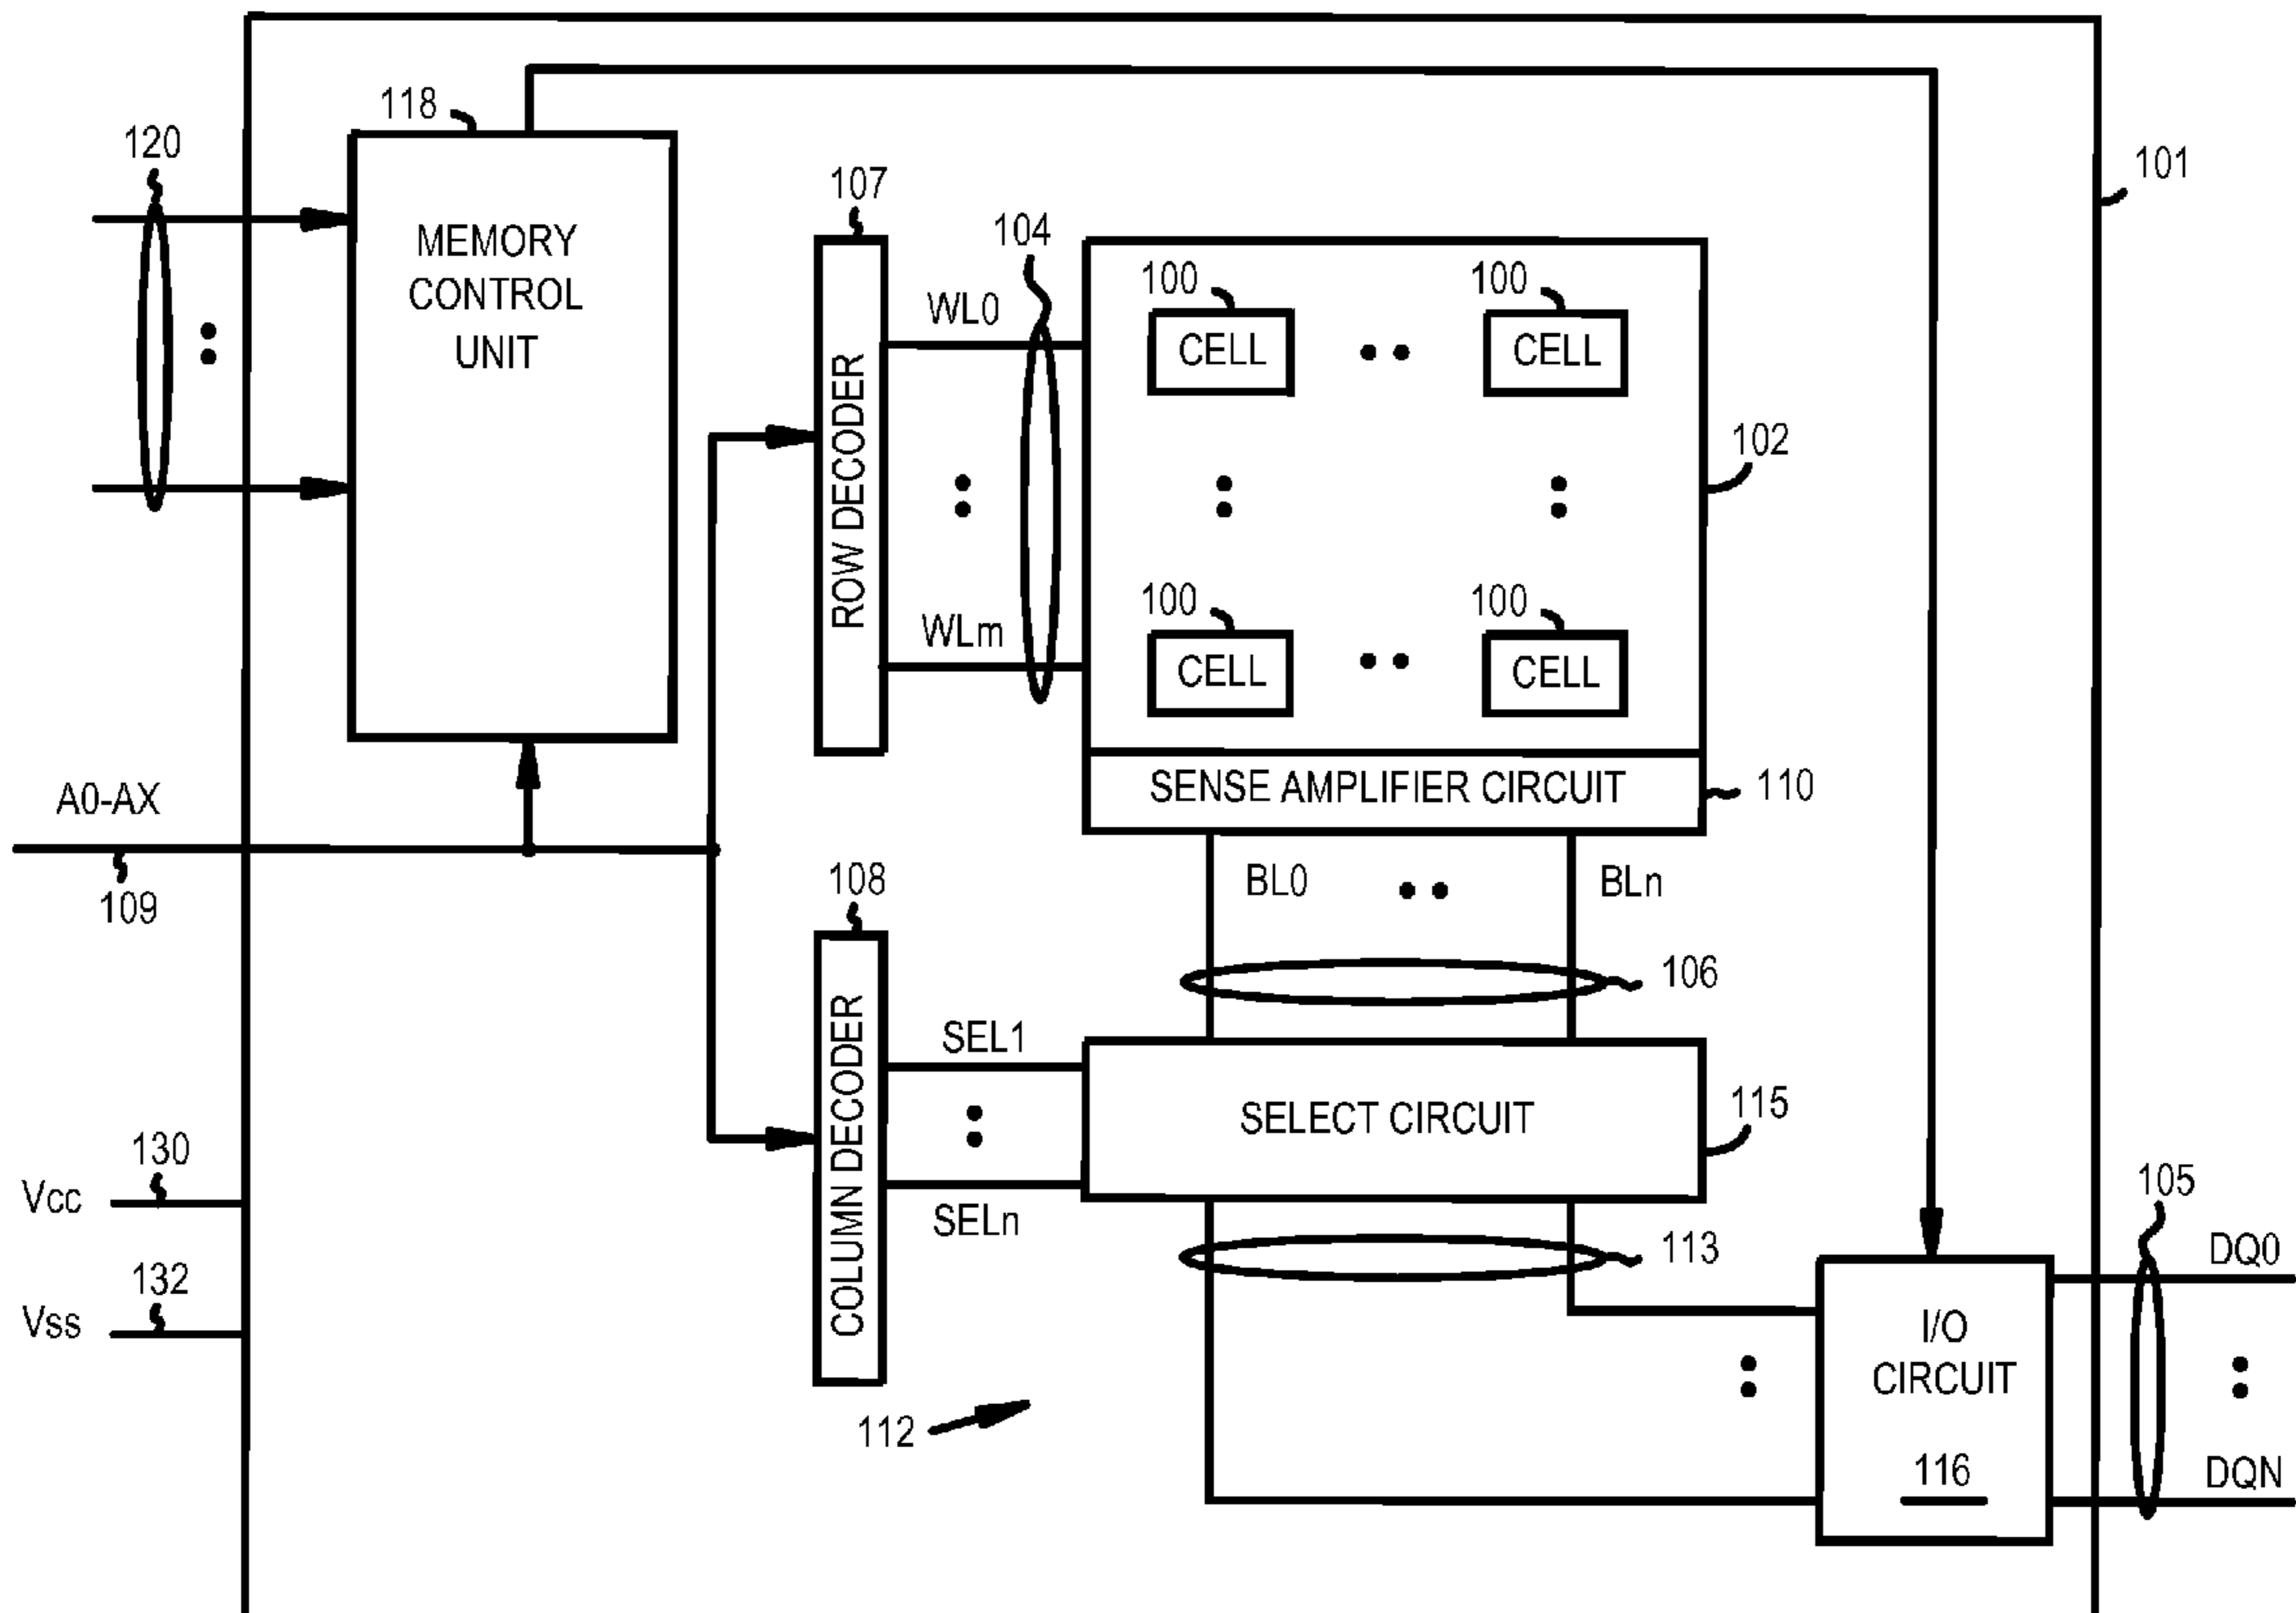 118
120
MEMORY
CONTROL
UNIT
107
104
101
WL0
100
100
CELL
CELL
102
ROW DECODER
WLm
100
100
CELL
CELL
SENSE AMPLIFIER CIRCUIT
110
A0-AX
109
108
BL0
BLn
106
COLUMN DECODER
SEL1
SELn
SELECT CIRCUIT
115
130
Vcc
132
Vss
113
105
DQ0
I/O
CIRCUIT
116
112
DQN